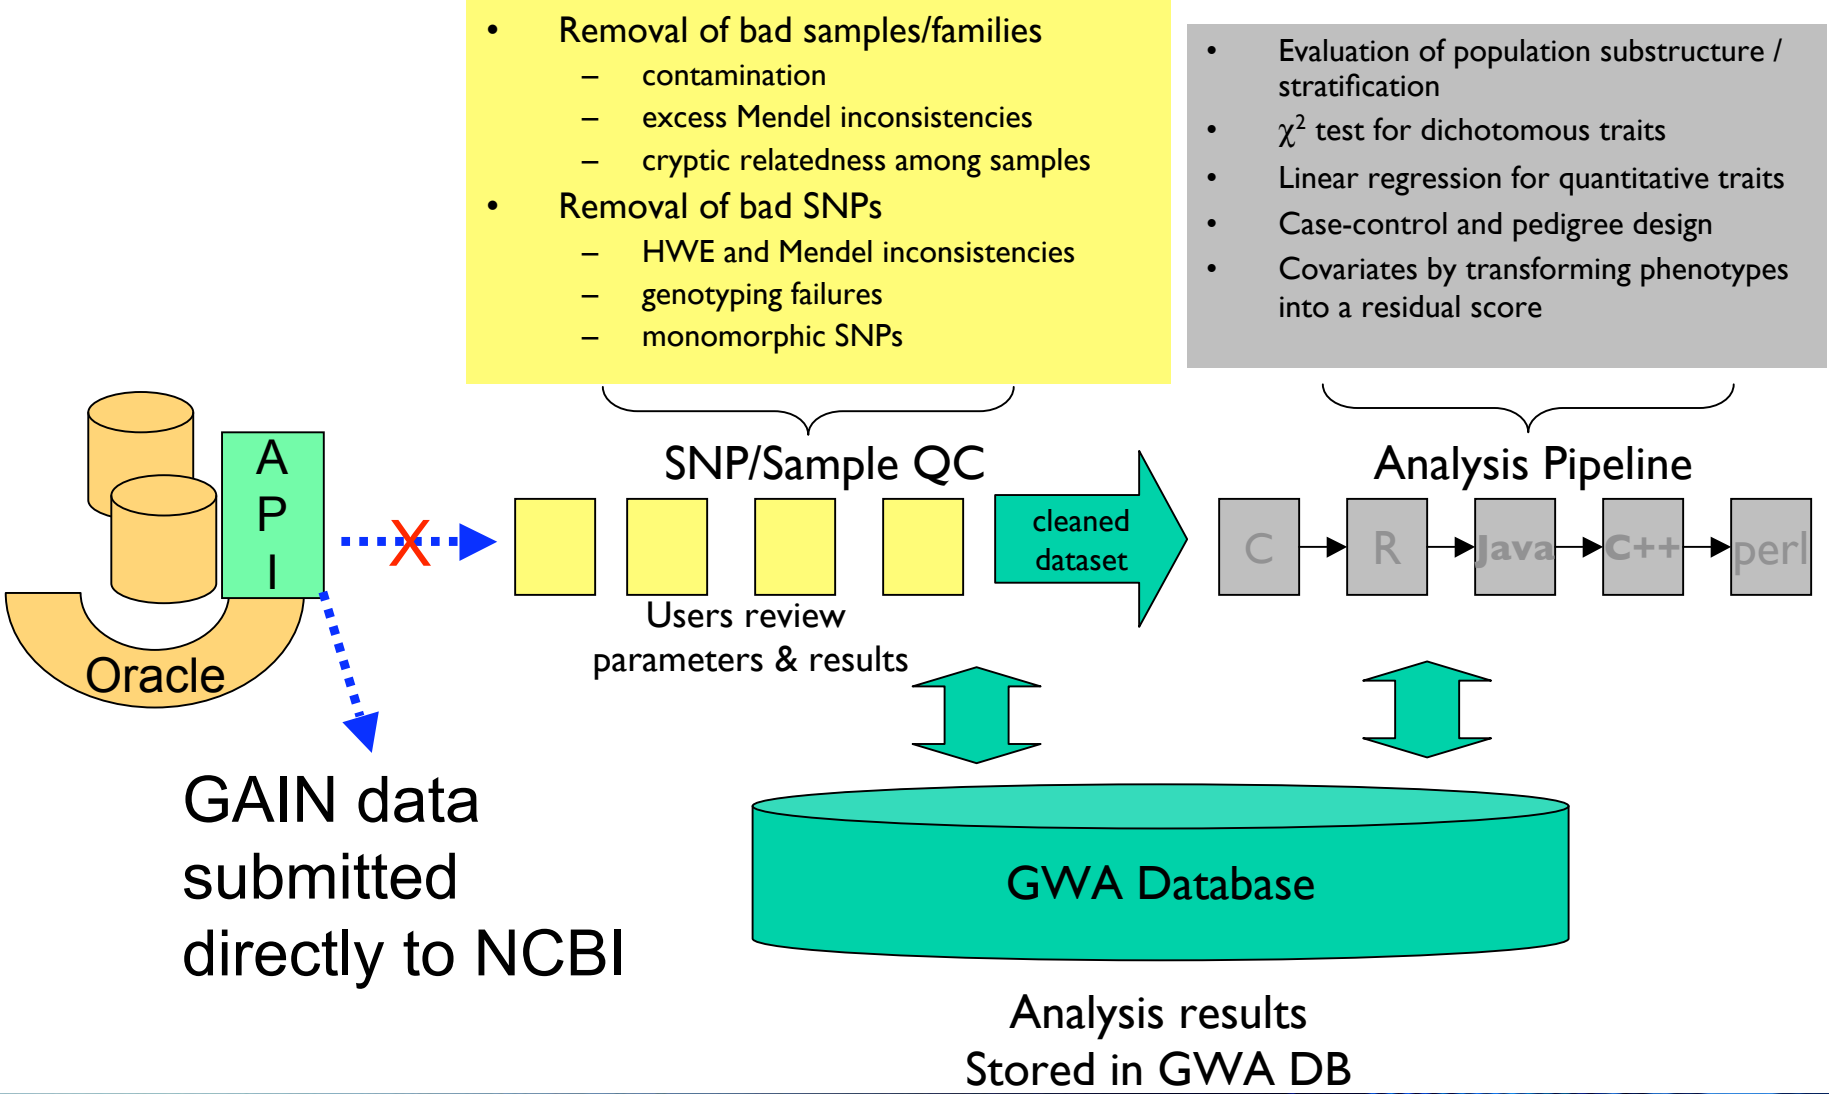 • Removal of bad samples/families
– contamination
– excess Mendel inconsistencies
– cryptic relatedness among samples
• Removal of bad SNPs
– HWE and Mendel inconsistencies
– genotyping failures
– monomorphic SNPs
• Evaluation of population substructure /
stratification
• χ² test for dichotomous traits
• Linear regression for quantitative traits
• Case-control and pedigree design
• Covariates by transforming phenotypes
into a residual score
A
P
I
Oracle
X
SNP/Sample QC
Users review
parameters & results
cleaned
dataset
Analysis Pipeline
C
R
Java
C++
perl
GAIN data
submitted
directly to NCBI
GWA Database
Analysis results
Stored in GWA DB